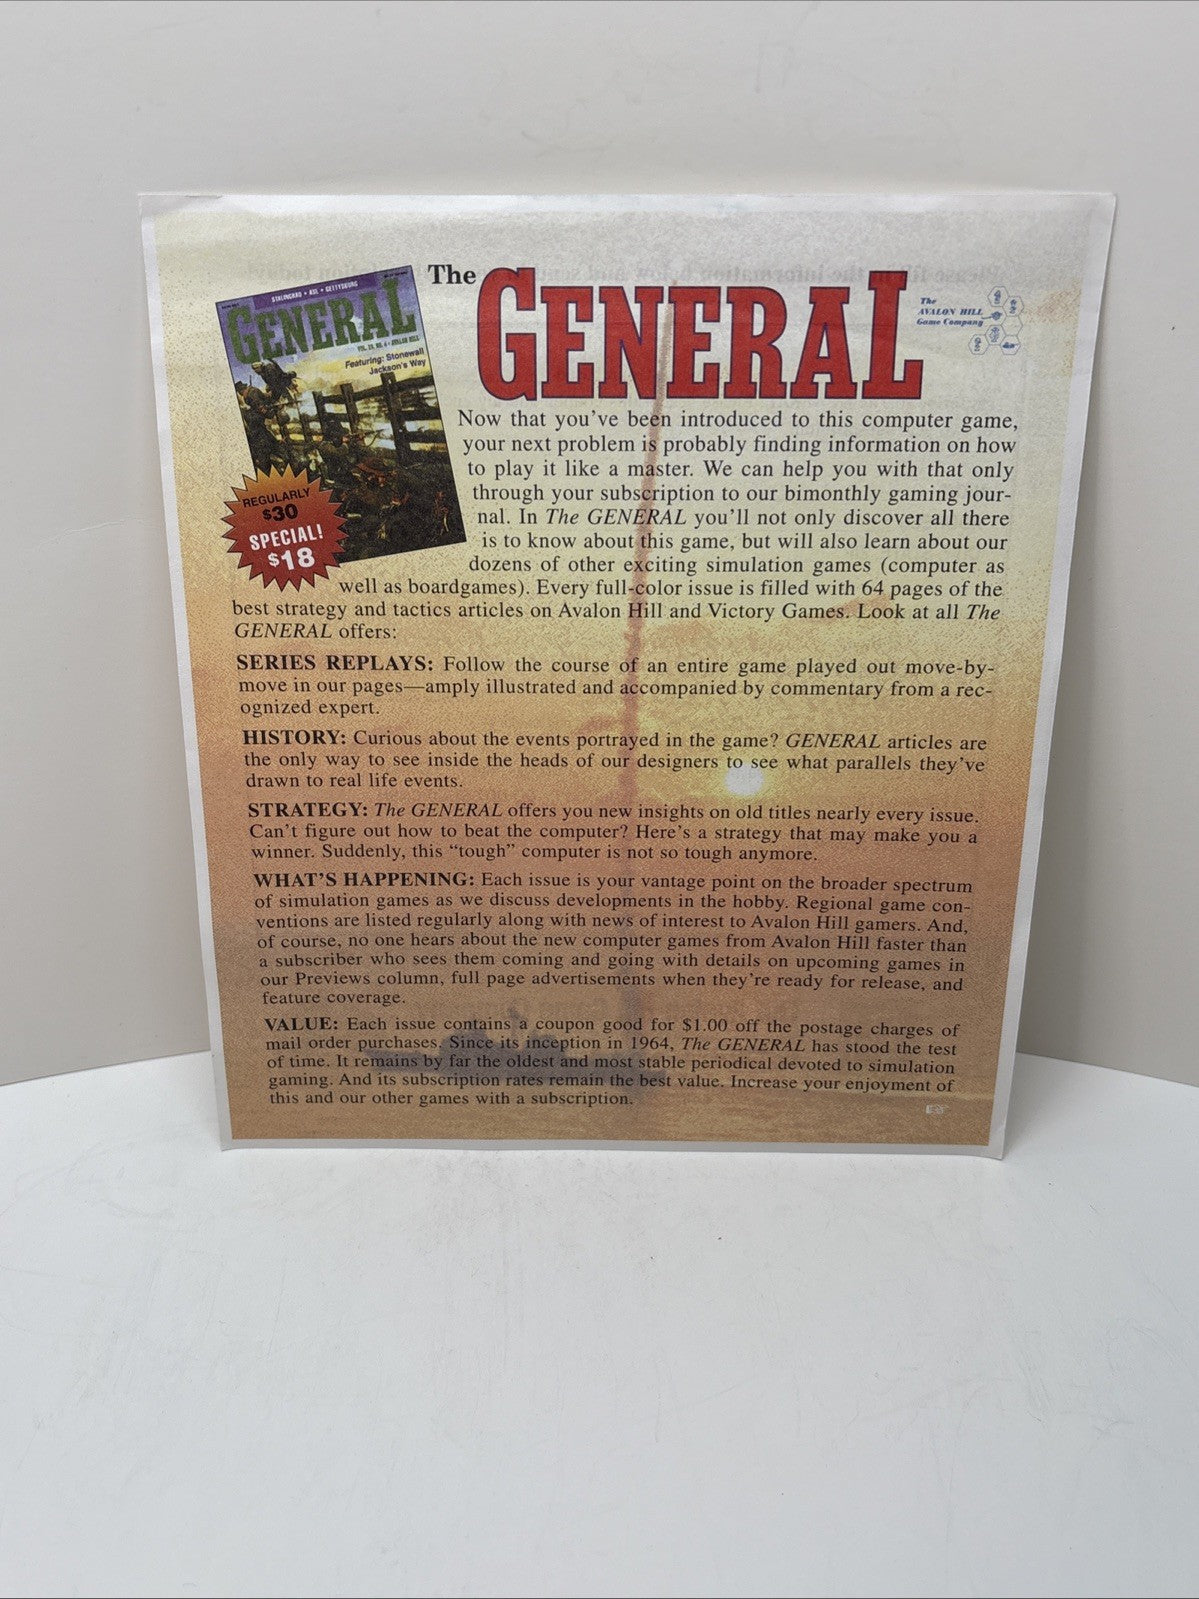 The GENERAL
The
AVALON HILL
Game Company
STALINGRAD • ASL • GETTYSBURG
GENERAL
Featuring: Stonewall
Jackson's Way
REGULARLY
$30
SPECIAL!
$18
Now that you've been introduced to this computer game,
your next problem is probably finding information on how
to play it like a master. We can help you with that only
through your subscription to our bimonthly gaming jour-
nal. In The GENERAL you'll not only discover all there
is to know about this game, but will also learn about our
dozens of other exciting simulation games (computer as
well as boardgames). Every full-color issue is filled with 64 pages of the
best strategy and tactics articles on Avalon Hill and Victory Games. Look at all The
GENERAL offers:
SERIES REPLAYS: Follow the course of an entire game played out move-by-
move in our pages—amply illustrated and accompanied by commentary from a rec-
ognized expert.
HISTORY: Curious about the events portrayed in the game? GENERAL articles are
the only way to see inside the heads of our designers to see what parallels they've
drawn to real life events.
STRATEGY: The GENERAL offers you new insights on old titles nearly every issue.
Can't figure out how to beat the computer? Here's a strategy that may make you a
winner. Suddenly, this "tough" computer is not so tough anymore.
WHAT'S HAPPENING: Each issue is your vantage point on the broader spectrum
of simulation games as we discuss developments in the hobby. Regional game con-
ventions are listed regularly along with news of interest to Avalon Hill gamers. And,
of course, no one hears about the new computer games from Avalon Hill faster than
a subscriber who sees them coming and going with details on upcoming games in
our Previews column, full page advertisements when they're ready for release, and
feature coverage.
VALUE: Each issue contains a coupon good for $1.00 off the postage charges of
mail order purchases. Since its inception in 1964, The GENERAL has stood the test
of time. It remains by far the oldest and most stable periodical devoted to simulation
gaming. And its subscription rates remain the best value. Increase your enjoyment of
this and our other games with a subscription.